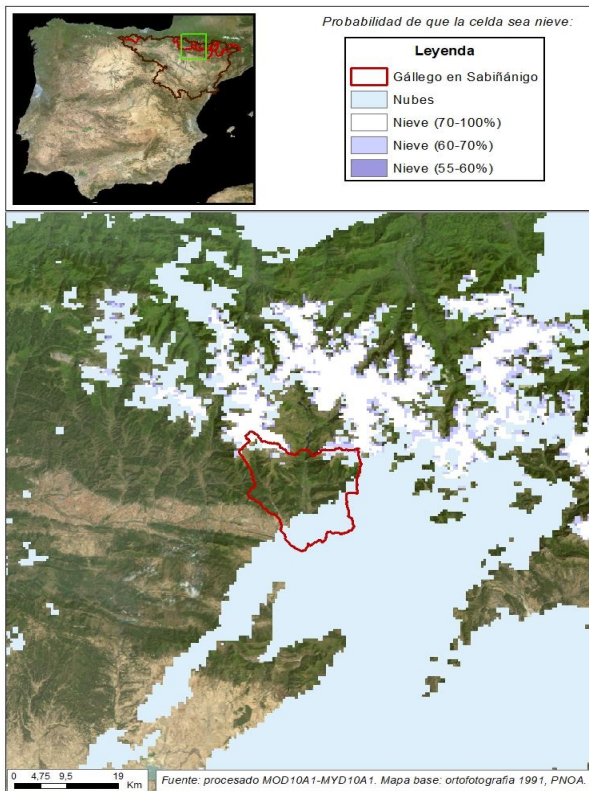 Probabilidad de que la celda sea nieve:
Leyenda
Gállego en Sabiñánigo
Nubes
Nieve (70-100%)
Nieve (60-70%)
Nieve (55-60%)
0 4,75 9,5 19
Km
Fuente: procesado MOD10A1-MYD10A1. Mapa base: ortofotografia 1991, PNOA.